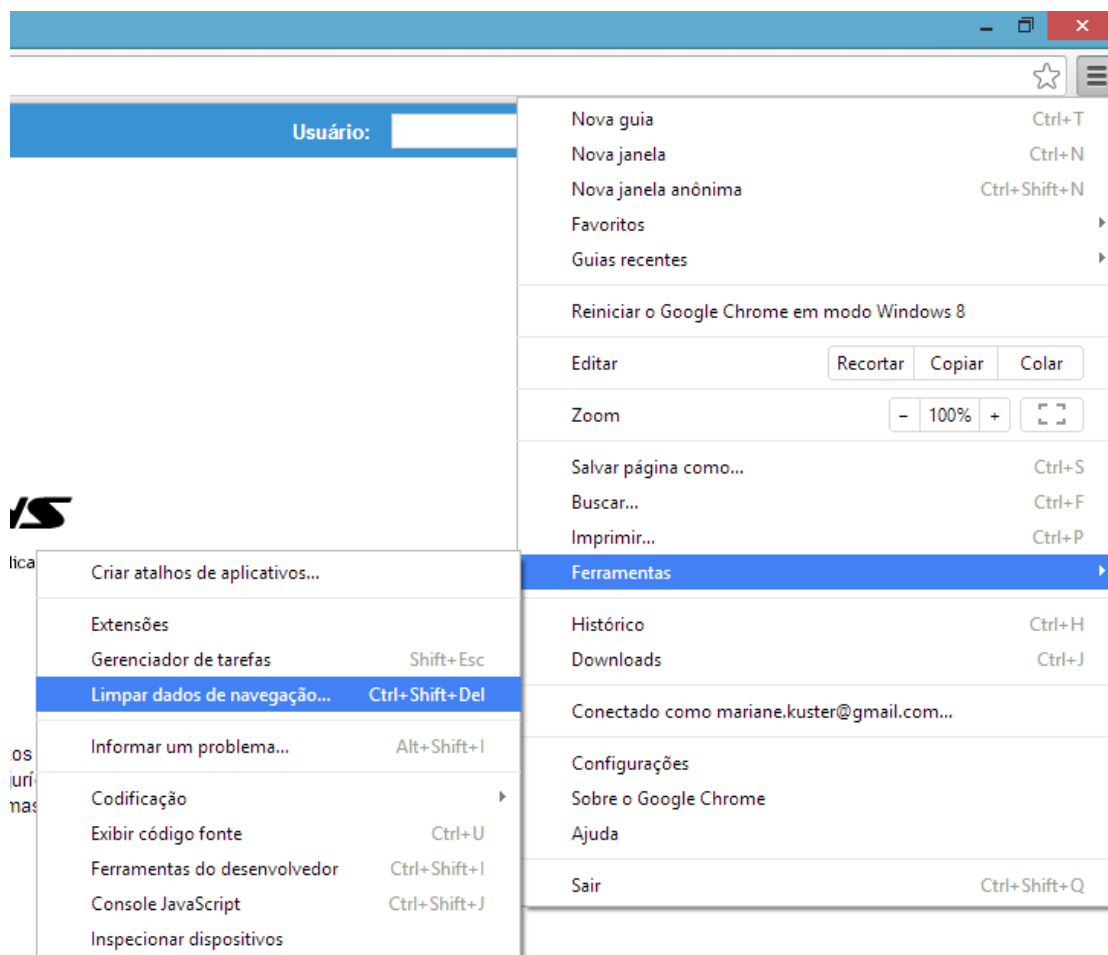 Usuário:
Nova guia Ctrl+T
Nova janela Ctrl+N
Nova janela anônima Ctrl+Shift+N
Favoritos
Guias recentes
Reiniciar o Google Chrome em modo Windows 8
Editar Recortar Copiar Colar
Zoom - 100% +
Salvar página como... Ctrl+S
Buscar... Ctrl+F
Imprimir... Ctrl+P
Ferramentas
Histórico Ctrl+H
Downloads Ctrl+J
Conectado como mariane.kuster@gmail.com...
Configurações
Sobre o Google Chrome
Ajuda
Sair Ctrl+Shift+Q
Criar atalhos de aplicativos...
Extensões
Gerenciador de tarefas Shift+Esc
Limpar dados de navegação... Ctrl+Shift+Del
Informar um problema... Alt+Shift+I
Codificação
Exibir código fonte Ctrl+U
Ferramentas do desenvolvedor Ctrl+Shift+I
Console JavaScript Ctrl+Shift+J
Inspecionar dispositivos